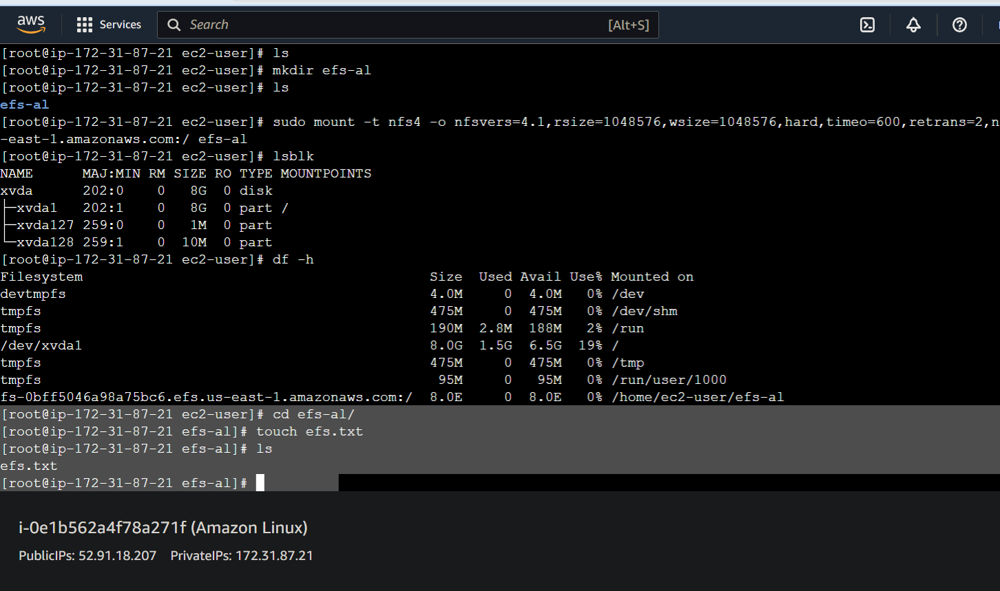 aws Services Search [Alt+S]
[root@ip-172-31-87-21 ec2-user]# ls
[root@ip-172-31-87-21 ec2-user]# mkdir efs-al
[root@ip-172-31-87-21 ec2-user]# ls
efs-al
[root@ip-172-31-87-21 ec2-user]# sudo mount -t nfs4 -o nfsvers=4.1,rsize=1048576,wsize=1048576,hard,timeo=600,retrans=2,n
-east-1.amazonaws.com:/ efs-al
[root@ip-172-31-87-21 ec2-user]# lsblk
NAME      MAJ:MIN RM SIZE RO TYPE MOUNTPOINTS
xvda      202:0    0   8G  0 disk
├─xvda1   202:1    0   8G  0 part /
├─xvda127 259:0    0   1M  0 part
└─xvda128 259:1    0  10M  0 part
[root@ip-172-31-87-21 ec2-user]# df -h
Filesystem                                          Size  Used Avail Use% Mounted on
devtmpfs                                            4.0M     0  4.0M   0% /dev
tmpfs                                               475M     0  475M   0% /dev/shm
tmpfs                                               190M  2.8M  188M   2% /run
/dev/xvda1                                          8.0G  1.5G  6.5G  19% /
tmpfs                                               475M     0  475M   0% /tmp
tmpfs                                                95M     0   95M   0% /run/user/1000
fs-0bff5046a98a75bc6.efs.us-east-1.amazonaws.com:/  8.0E     0  8.0E   0% /home/ec2-user/efs-al
[root@ip-172-31-87-21 ec2-user]# cd efs-al/
[root@ip-172-31-87-21 efs-al]# touch efs.txt
[root@ip-172-31-87-21 efs-al]# ls
efs.txt
[root@ip-172-31-87-21 efs-al]#
i-0e1b562a4f78a271f (Amazon Linux)
PublicIPs: 52.91.18.207 PrivateIPs: 172.31.87.21